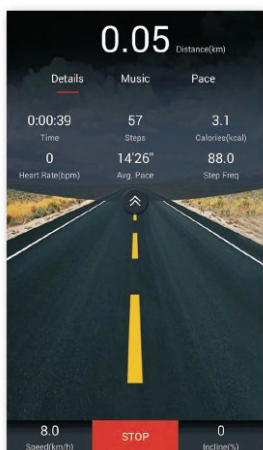 0.05 Distance(km)
Details Music Pace
0:00:39 57 3.1
Time Steps Calories(kcal)
0 14'26" 88.0
Heart Rate(bpm) Avg. Pace Step Freq
8.0 STOP 0
Speed(km/h) Incline(%)